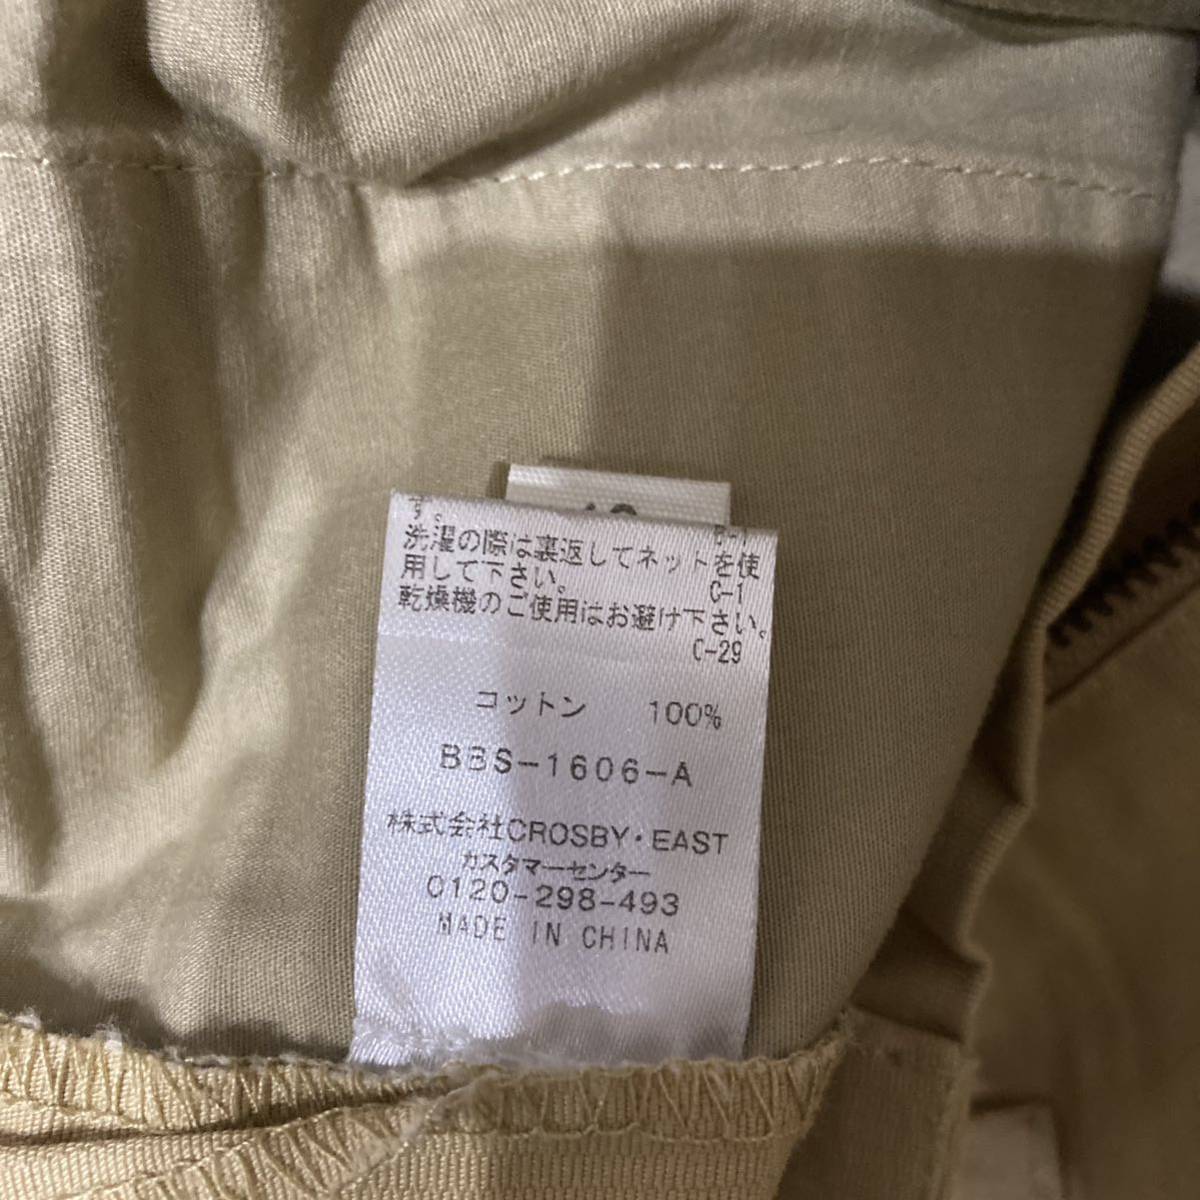 す。
洗濯の際は裏返してネットを使
用して下さい。 C-1
乾燥機のご使用はお避け下さい。
C-29
コットン 100%
BBS-1606-A
株式会社CROSBY・EAST
カスタマーセンター
0120-298-493
MADE IN CHINA